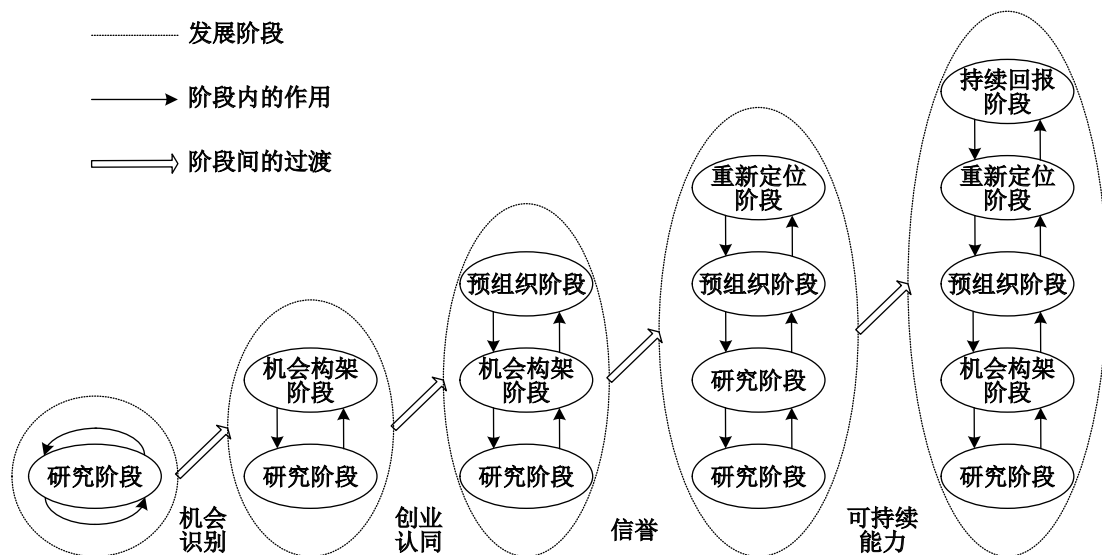 发展阶段
阶段内的作用
阶段间的过渡
研究阶段
机会
识别
机会构架
阶段
研究阶段
创业
认同
预组织阶段
机会构架
阶段
研究阶段
信誉
重新定位
阶段
预组织阶段
研究阶段
研究阶段
可持续
能力
持续回报
阶段
重新定位
阶段
预组织阶段
机会构架
阶段
研究阶段